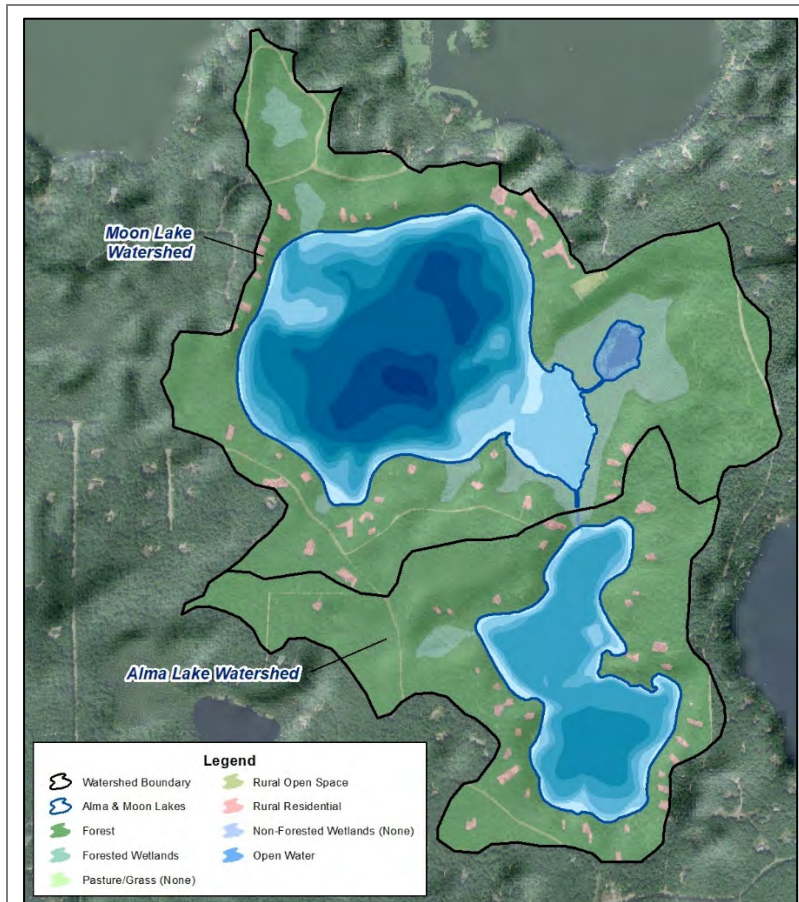 Moon Lake
Watershed
Alma Lake Watershed
Legend
Watershed Boundary
Alma & Moon Lakes
Forest
Forested Wetlands
Pasture/Grass (None)
Rural Open Space
Rural Residential
Non-Forested Wetlands (None)
Open Water